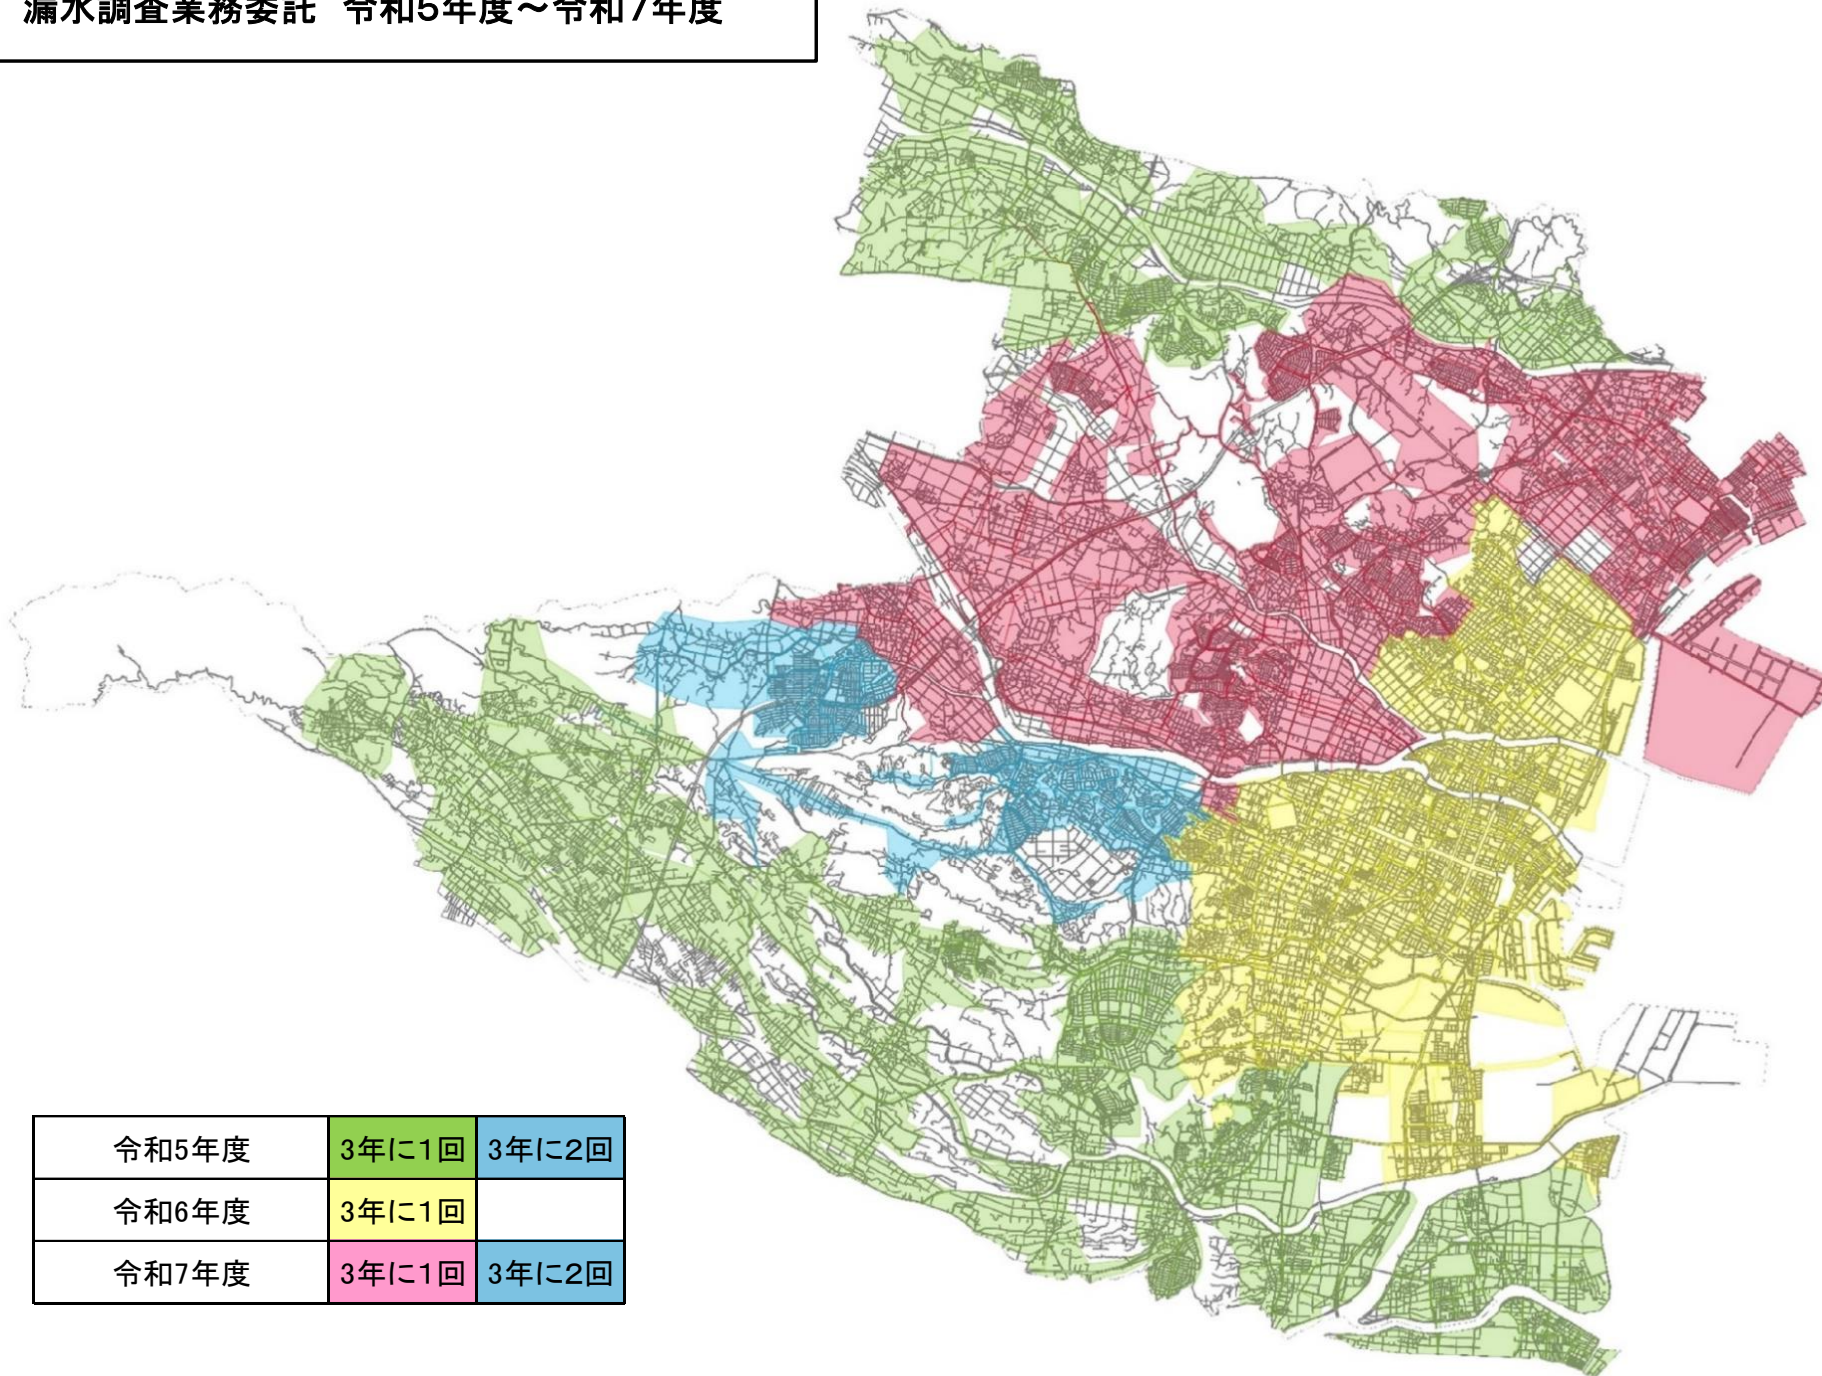 漏水調査業務委託 令和5年度～令和7年度
令和5年度 3年に1回 3年に2回
令和6年度 3年に1回
令和7年度 3年に1回 3年に2回